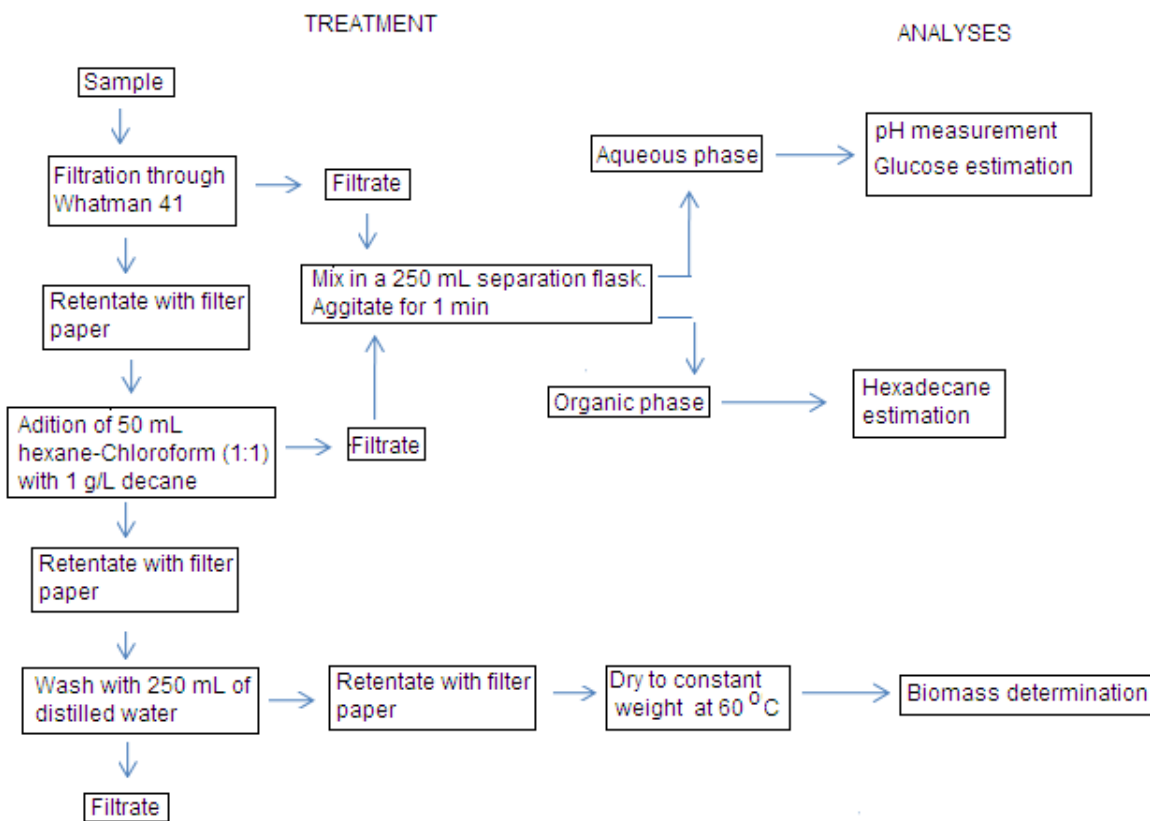 TREATMENT
ANALYSES
Sample
Filtration through
Whatman 41
Filtrate
Aqueous phase
pH measurement
Glucose estimation
Retentate with filter
paper
Mix in a 250 mL separation flask.
Aggitate for 1 min
Adition of 50 mL
hexane-Chloroform (1:1)
with 1 g/L decane
Filtrate
Organic phase
Hexadecane
estimation
Retentate with filter
paper
Wash with 250 mL of
distilled water
Retentate with filter
paper
Dry to constant
weight at 60 ⁰ C
Biomass determination
Filtrate